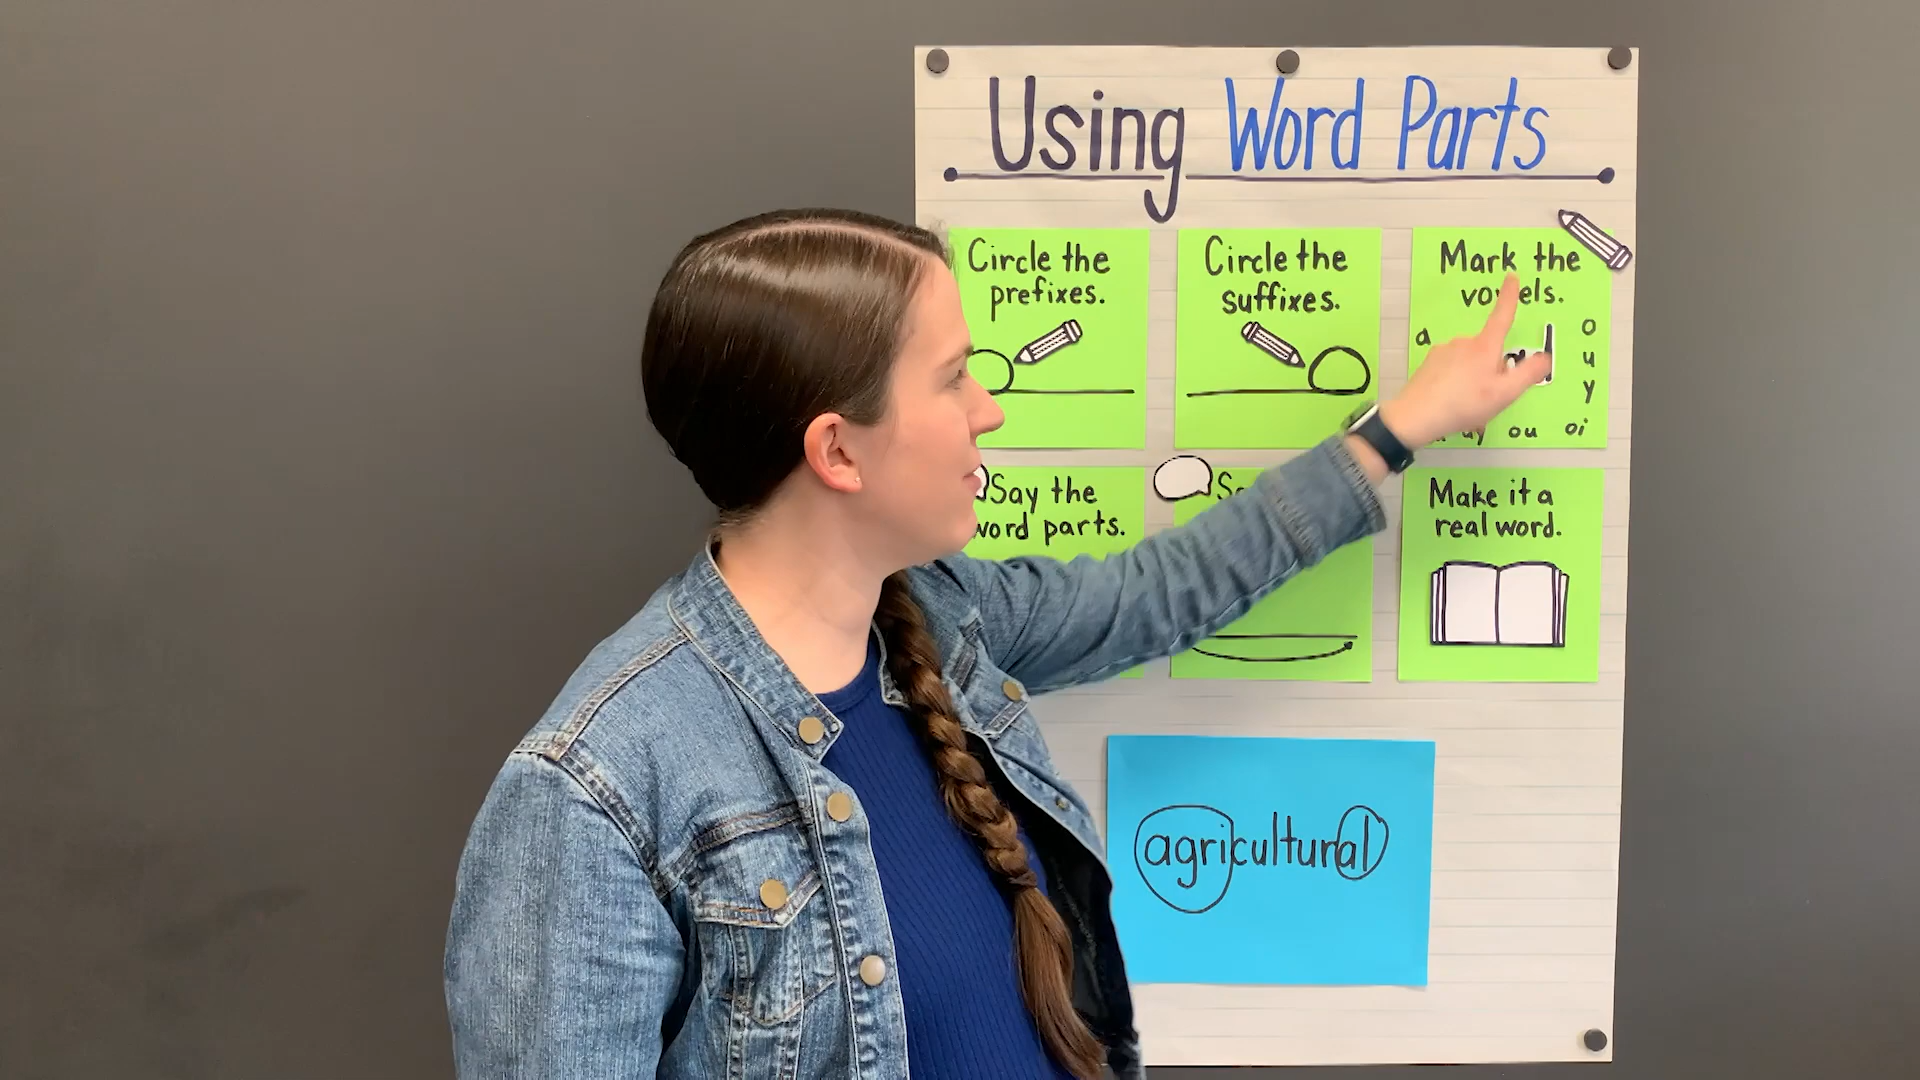 Using Word Parts
Circle the
prefixes.
Circle the
suffixes.
Mark the
a
o
u
y
ou oi
Say the
word parts.
Make it a
real word.
agricultural